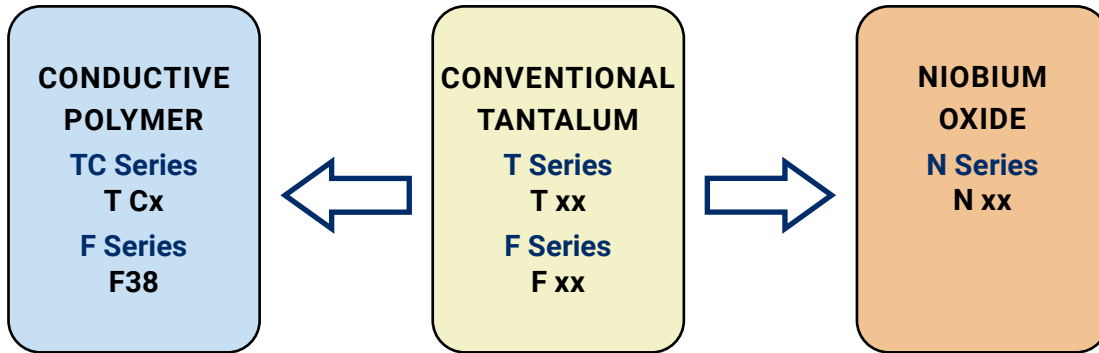 CONDUCTIVE
POLYMER
TC Series
T Cx
F Series
F38
CONVENTIONAL
TANTALUM
T Series
T xx
F Series
F xx
NIOBIUM
OXIDE
N Series
N xx